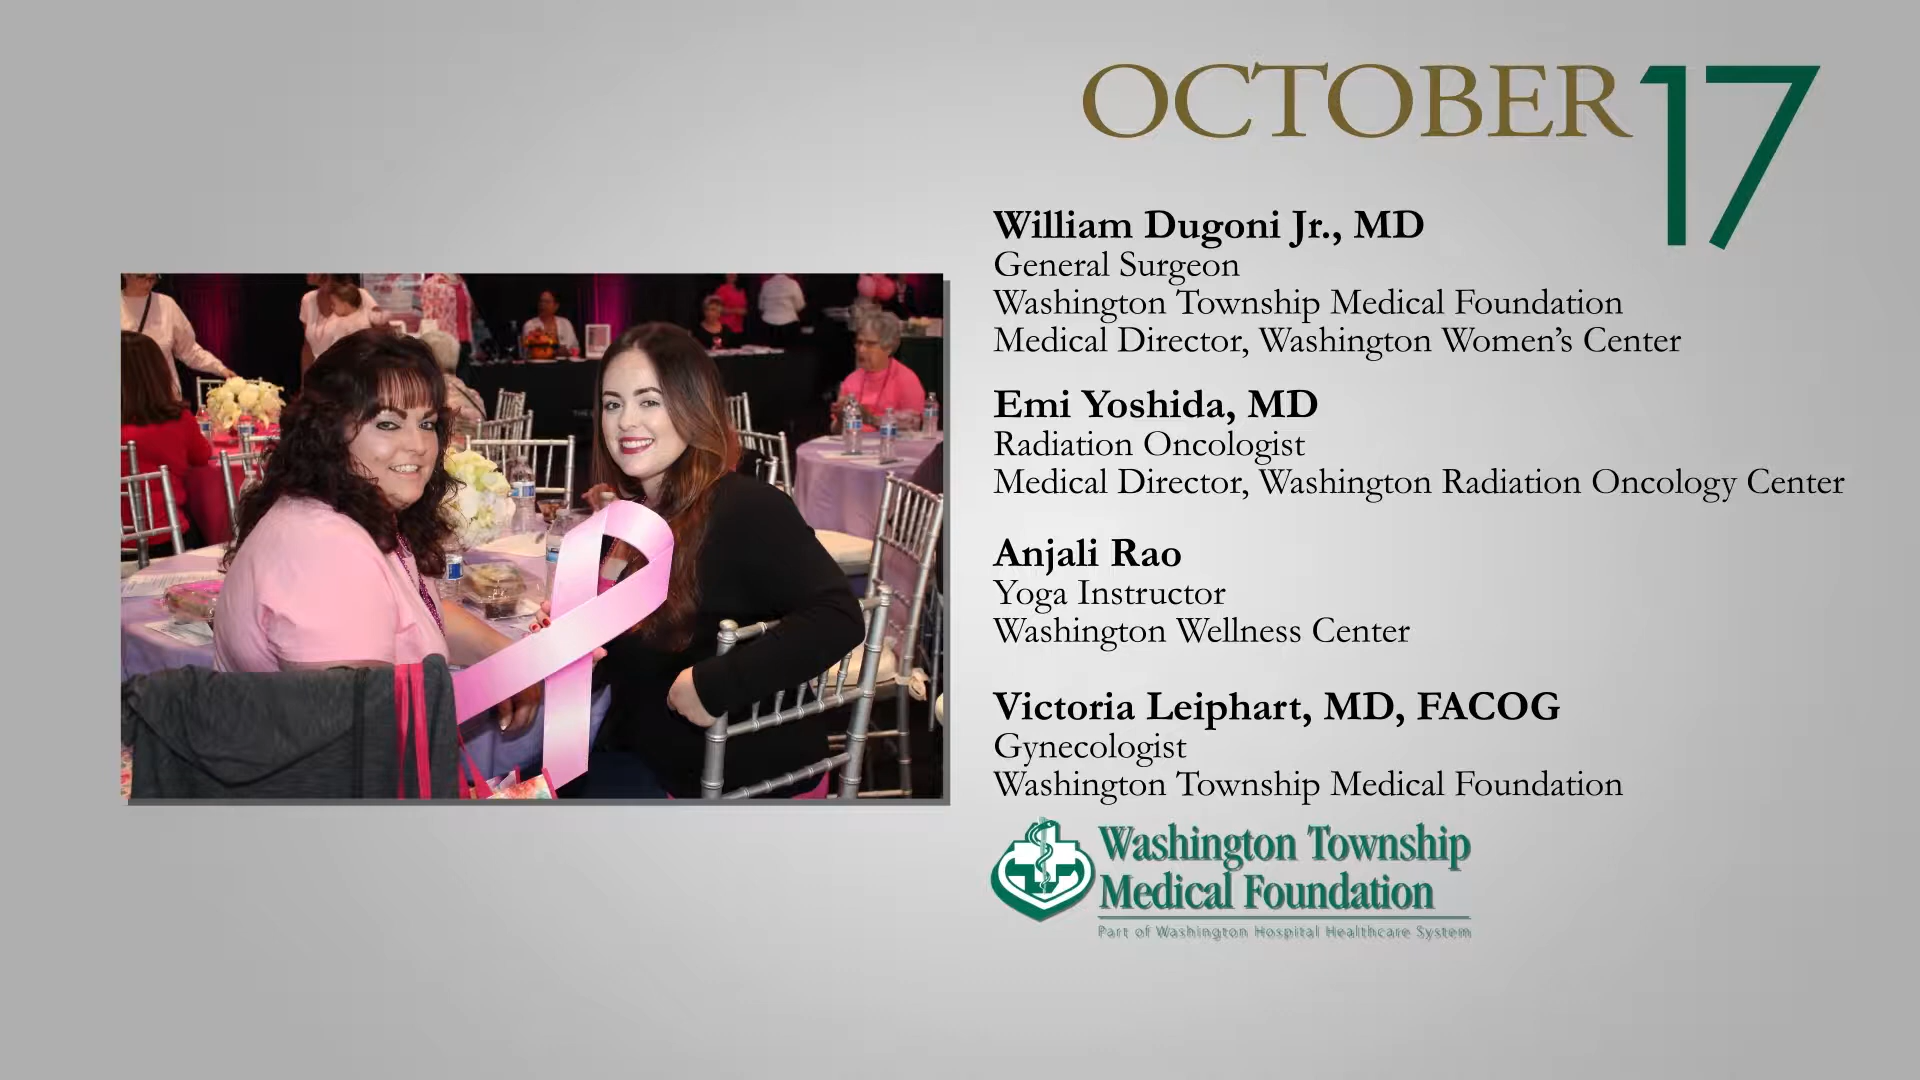 OCTOBER 17
William Dugoni Jr., MD
General Surgeon
Washington Township Medical Foundation
Medical Director, Washington Women’s Center
Emi Yoshida, MD
Radiation Oncologist
Medical Director, Washington Radiation Oncology Center
Anjali Rao
Yoga Instructor
Washington Wellness Center
Victoria Leiphart, MD, FACOG
Gynecologist
Washington Township Medical Foundation
Washington Township
Medical Foundation
Part of Washington Hospital Healthcare System